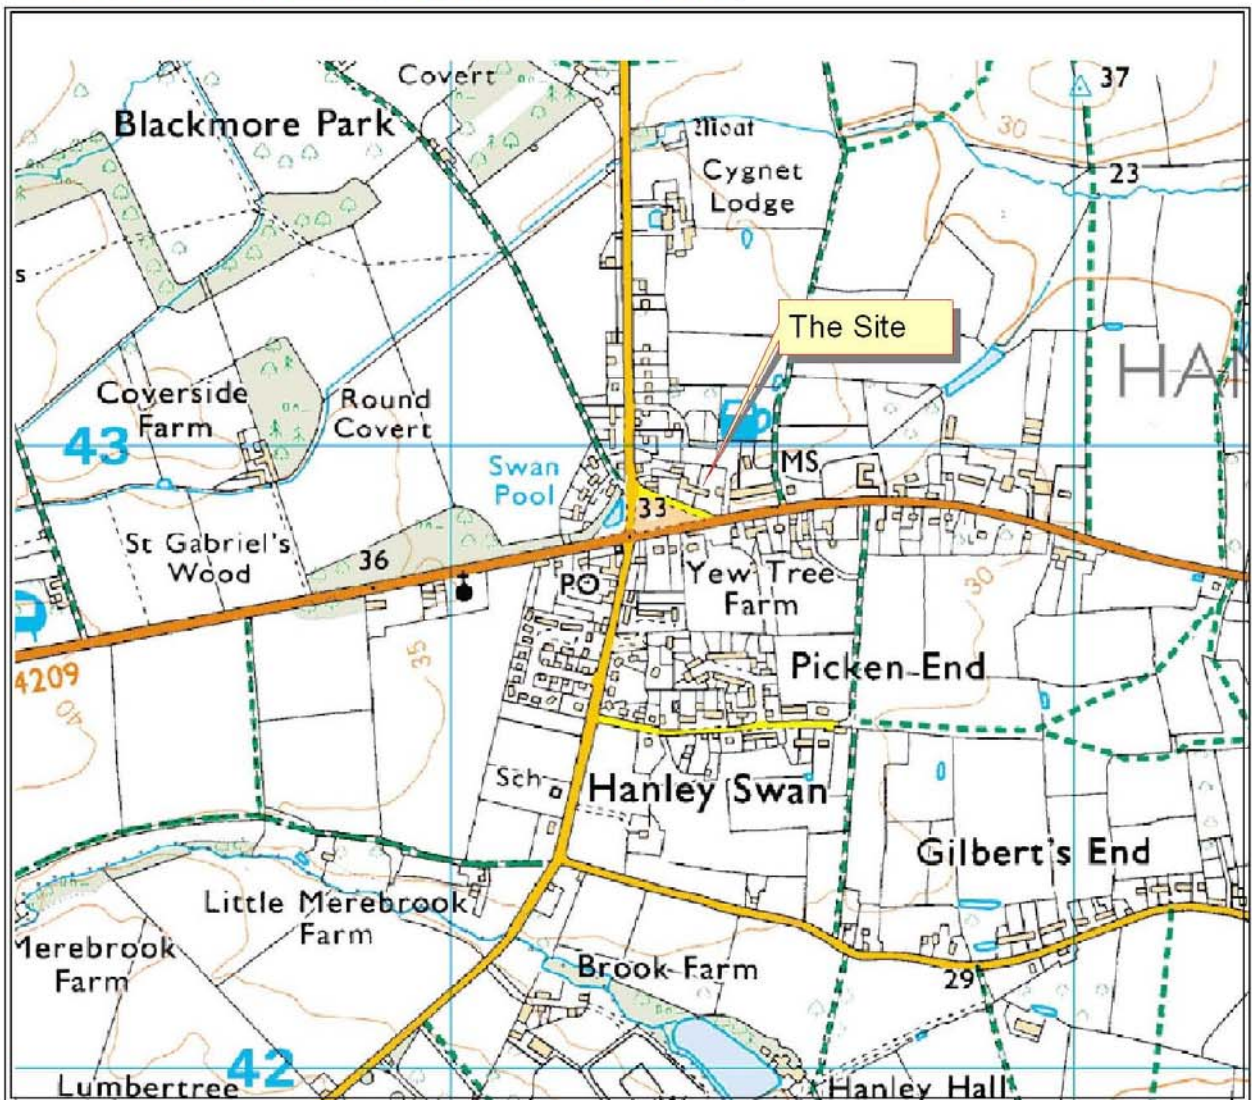 Covert
37
Blackmore Park
Moat
30
Cygnet
Lodge
23
s
The Site
HAN
Coverside
Farm
Round
Covert
43
Swan
Pool
MS
33
St Gabriel's
Wood
36
PO
Yew Tree
Farm
30
4209
35
40
Picken End
Sch
Hanley Swan
Gilbert's End
Little Merebrook
Farm
Merebrook
Farm
Brook Farm
29
42
Lumbertree
Hanley Hall